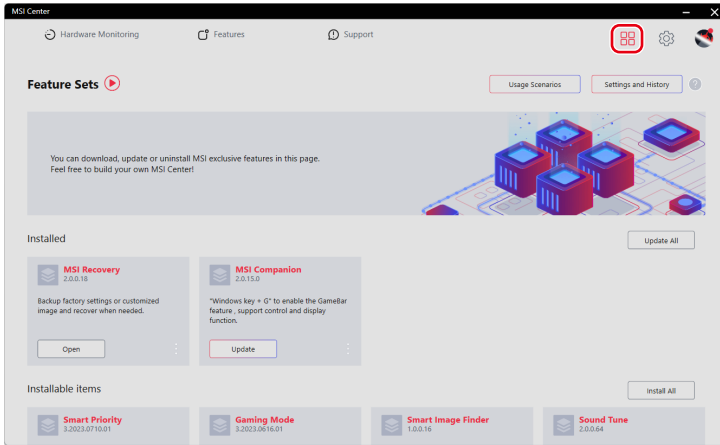 MSI Center
Hardware Monitoring
Features
Support
Feature Sets
Usage Scenarios
Settings and History
?
You can download, update or uninstall MSI exclusive features in this page.
Feel free to build your own MSI Center!
Installed
Update All
MSI Recovery
2.0.0.18
Backup factory settings or customized
image and recover when needed.
Open
MSI Companion
2.0.15.0
"Windows key + G" to enable the GameBar
feature , support control and display
function.
Update
Installable items
Install All
Smart Priority
3.2023.0710.01
Gaming Mode
3.2023.0616.01
Smart Image Finder
1.0.0.16
Sound Tune
2.0.0.64